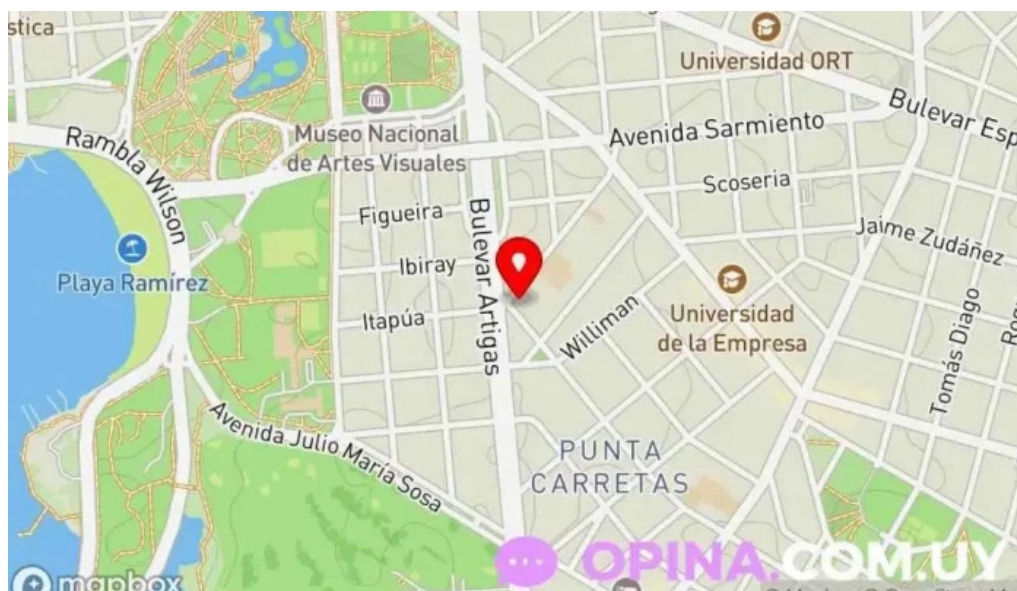 stica
Universidad ORT
Bulevar Esp
Rambla Wilson
Museo Nacional
de Artes Visuales
Avenida Sarmiento
Scoseria
Figueira
Bulevar Artigas
Jaime Zudáñez
Ibiray
Playa Ramírez
Itapúa
Williman
Universidad
de la Empresa
Tomás Diago
Avenida Julio María Sosa
PUNTA
CARRETAS
OPINA.COM.UY
mapbox